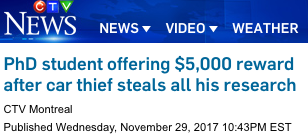 CTV
NEWS NEWS VIDEO WEATHER
PhD student offering $5,000 reward
after car thief steals all his research
CTV Montreal
Published Wednesday, November 29, 2017 10:43PM EST